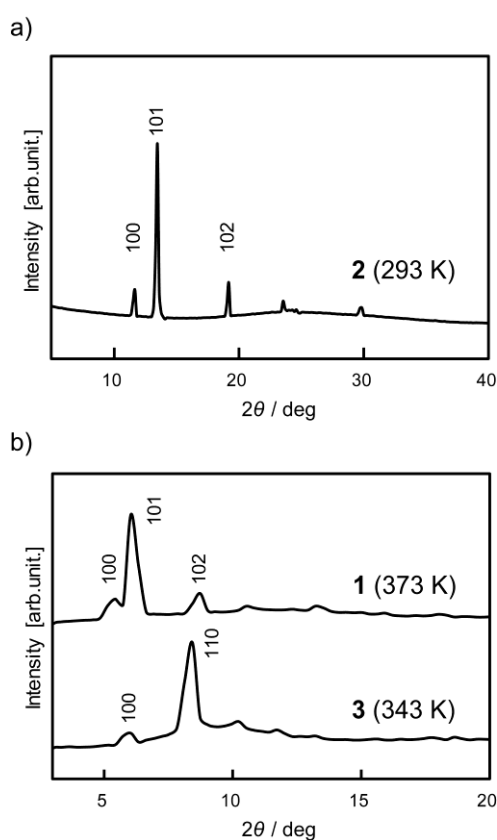 a)
Intensity [arb.unit.]
100
101
102
2 (293 K)
10
20
30
40
2θ / deg
b)
Intensity [arb.unit.]
100
101
102
1 (373 K)
100
110
3 (343 K)
5
10
15
20
2θ / deg